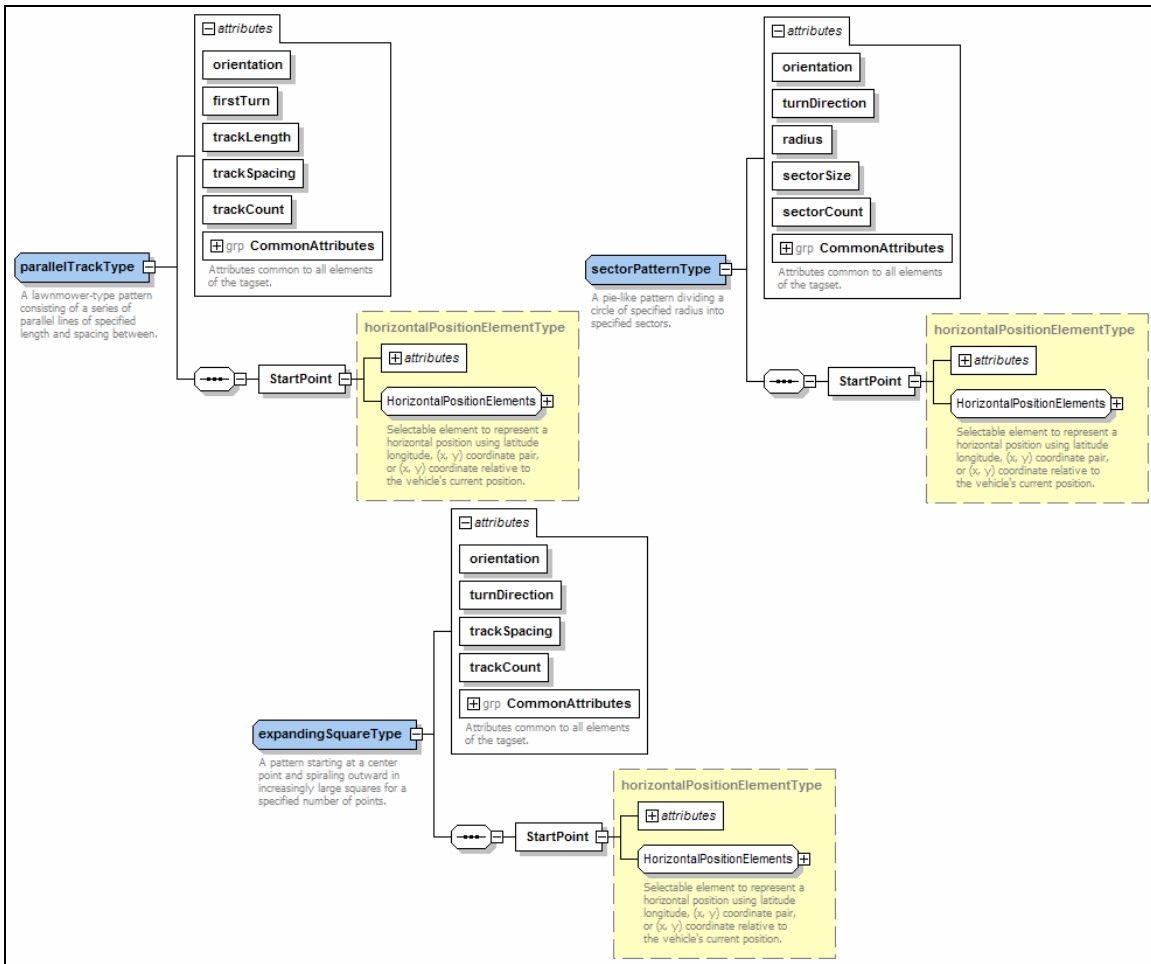 attributes
orientation
firstTurn
trackLength
trackSpacing
trackCount
grp CommonAttributes
Attributes common to all elements
of the tagset.
parallelTrackType
A lawnmower-type pattern
consisting of a series of
parallel lines of specified
length and spacing between.
horizontalPositionElementType
attributes
StartPoint
HorizontalPositionElements
Selectable element to represent a
horizontal position using latitude
longitude, (x, y) coordinate pair,
or (x, y) coordinate relative to
the vehicle's current position.
attributes
orientation
turnDirection
radius
sectorSize
sectorCount
grp CommonAttributes
Attributes common to all elements
of the tagset.
sectorPatternType
A pie-like pattern dividing a
circle of specified radius into
specified sectors.
horizontalPositionElementType
attributes
StartPoint
HorizontalPositionElements
Selectable element to represent a
horizontal position using latitude
longitude, (x, y) coordinate pair,
or (x, y) coordinate relative to
the vehicle's current position.
attributes
orientation
turnDirection
trackSpacing
trackCount
grp CommonAttributes
Attributes common to all elements
of the tagset.
expandingSquareType
A pattern starting at a center
point and spiraling outward in
increasingly large squares for a
specified number of points.
horizontalPositionElementType
attributes
StartPoint
HorizontalPositionElements
Selectable element to represent a
horizontal position using latitude
longitude, (x, y) coordinate pair,
or (x, y) coordinate relative to
the vehicle's current position.